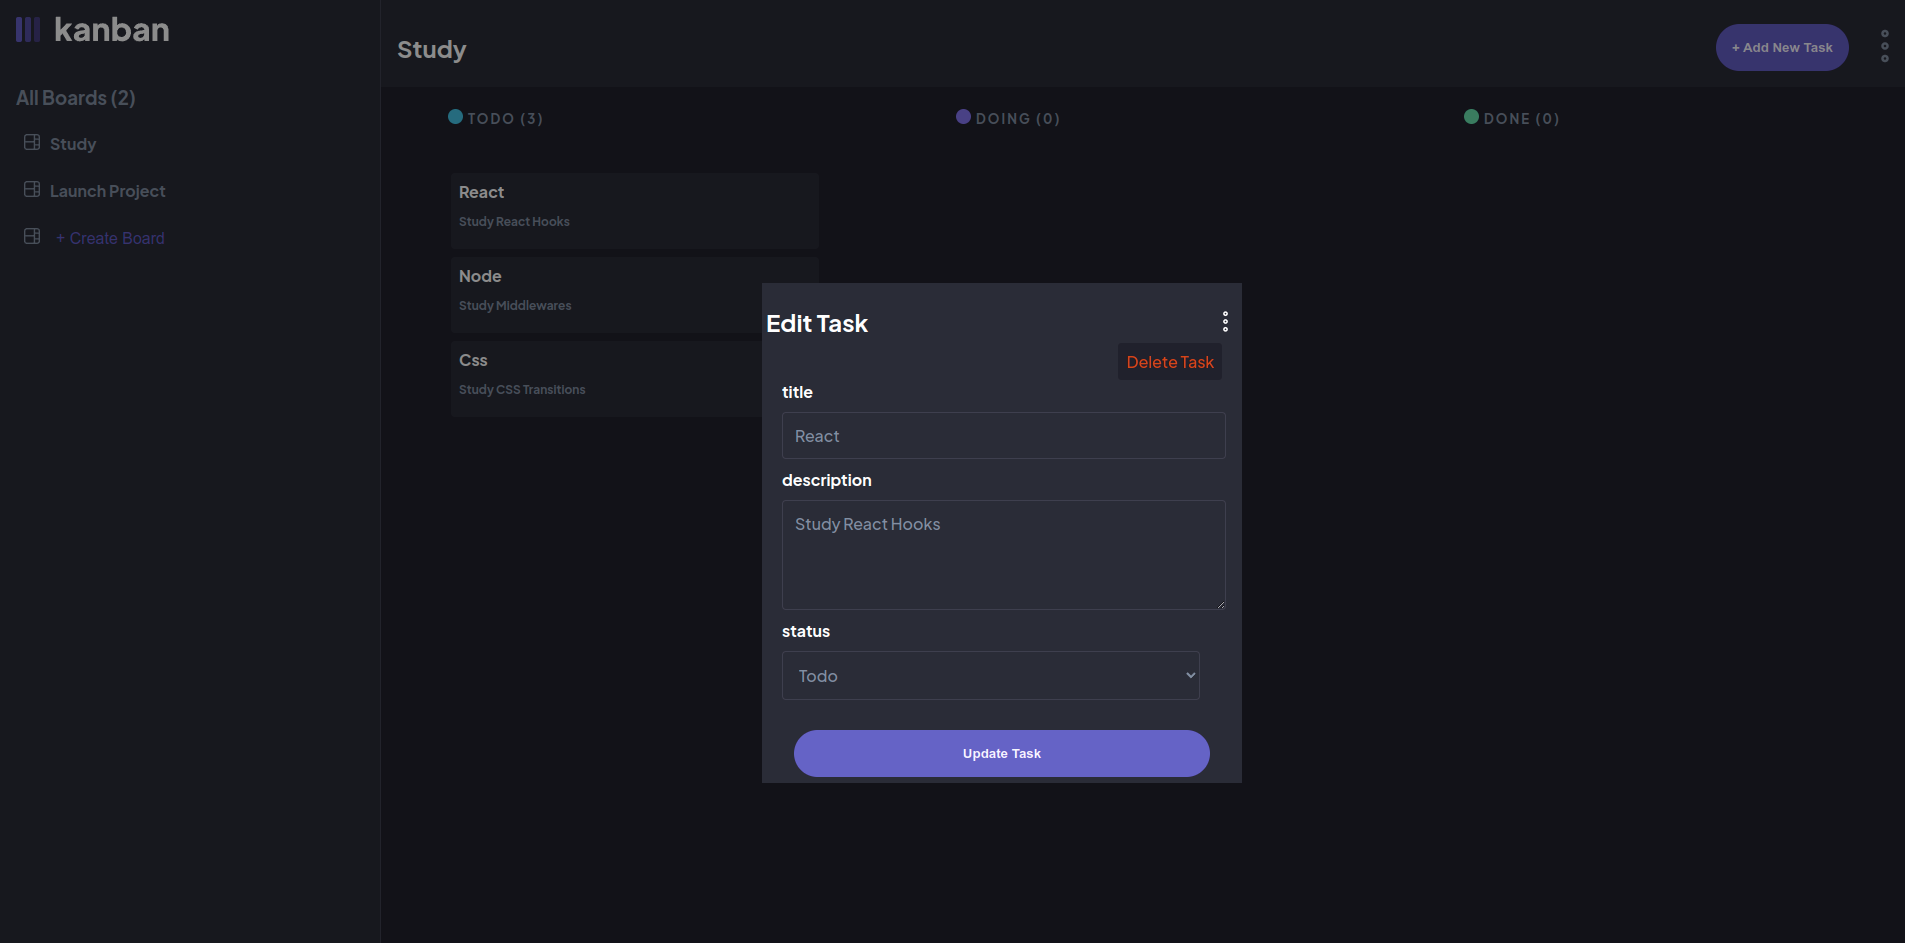 kanban
All Boards (2)
Study
Launch Project
+ Create Board
Study
+ Add New Task
TODO (3)
DOING (0)
DONE (0)
React
Study React Hooks
Node
Study MIddlewares
Css
Study CSS Transitions
Edit Task
Delete Task
title
React
description
Study React Hooks
status
Todo
Update Task